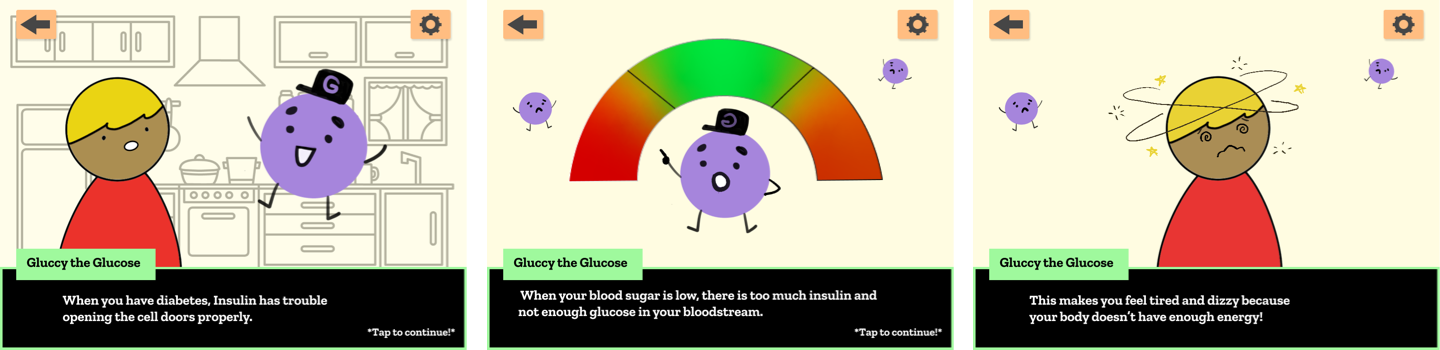 G
Gluccy the Glucose
When you have diabetes, Insulin has trouble
opening the cell doors properly.
*Tap to continue!*
G
Gluccy the Glucose
When your blood sugar is low, there is too much insulin and
not enough glucose in your bloodstream.
*Tap to continue!*
Gluccy the Glucose
This makes you feel tired and dizzy because
your body doesn't have enough energy!